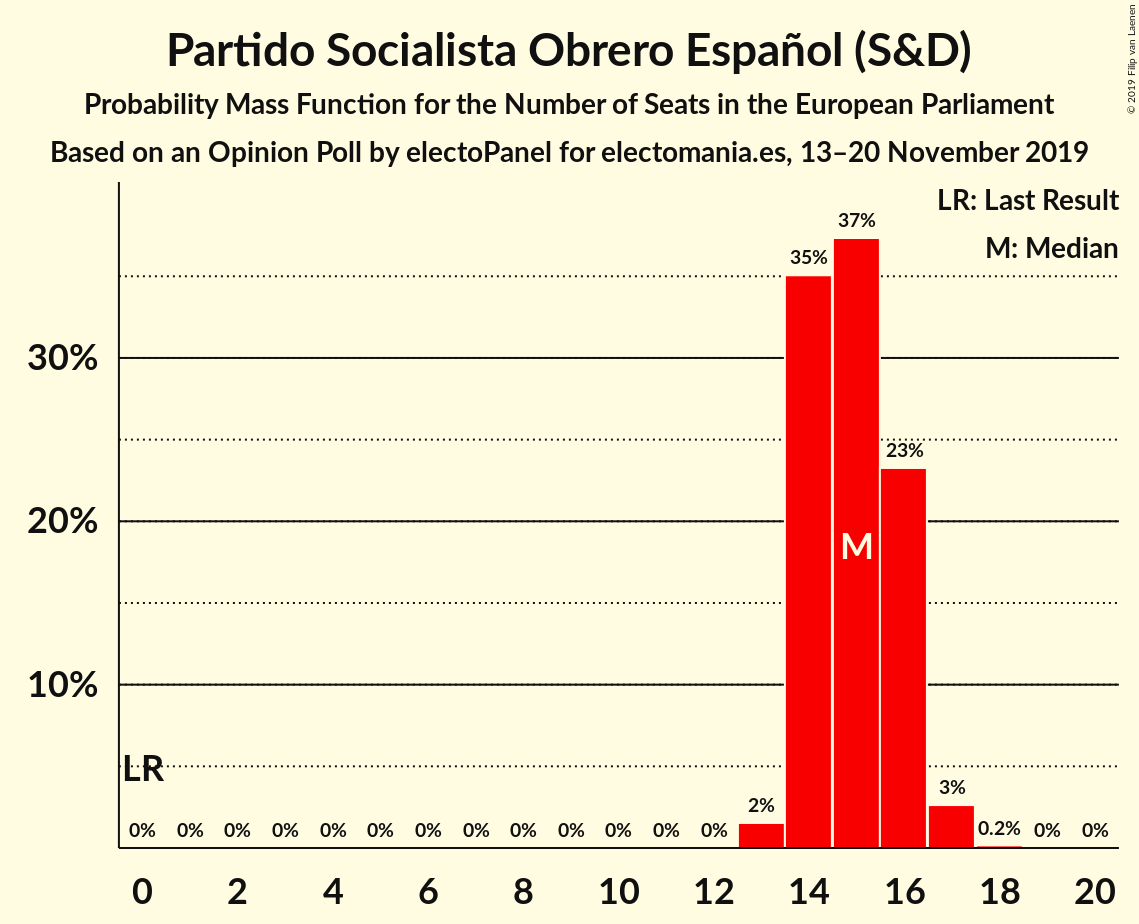 Partido Socialista Obrero Español (S&D)
Probability Mass Function for the Number of Seats in the European Parliament
Based on an Opinion Poll by electoPanel for electomania.es, 13–20 November 2019
© 2019 Filip van Laenen
LR: Last Result
M: Median
37%
35%
30%
23%
20%
M
10%
LR
3%
2%
0% 0% 0% 0% 0% 0% 0% 0% 0% 0% 0% 0% 0% 0.2% 0% 0%
0 2 4 6 8 10 12 14 16 18 20